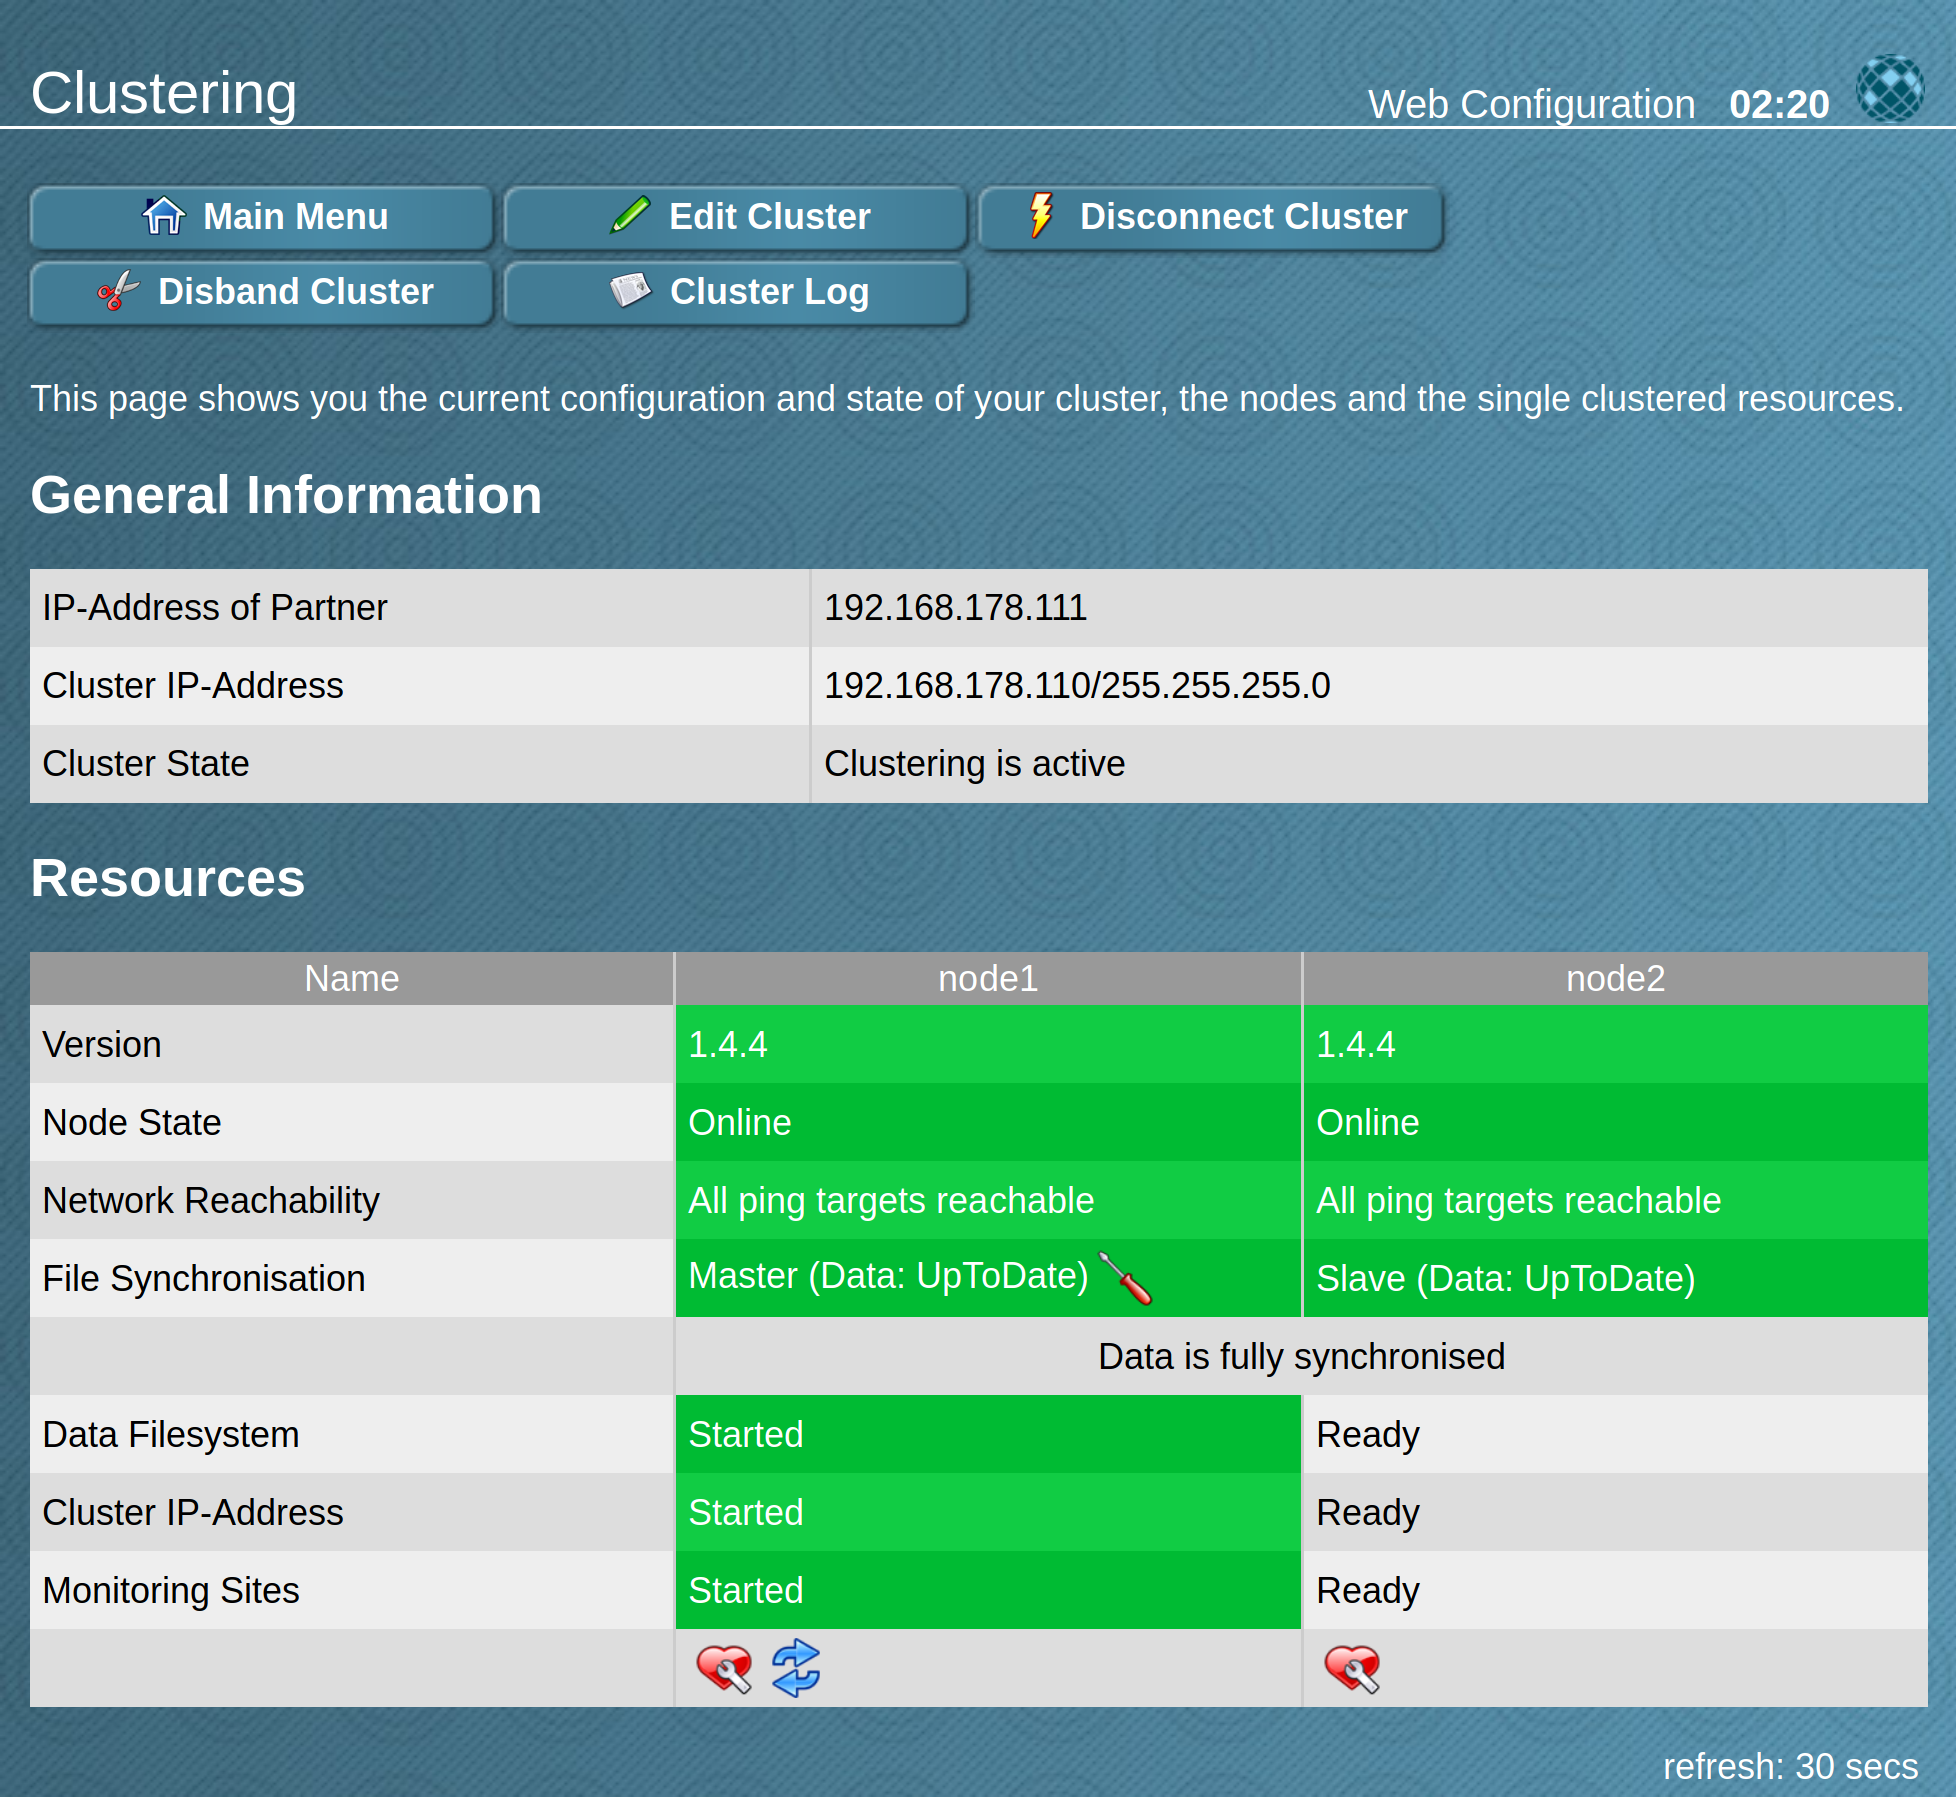 Clustering
Web Configuration 02:20
Main Menu Edit Cluster Disconnect Cluster
Disband Cluster Cluster Log
This page shows you the current configuration and state of your cluster, the nodes and the single clustered resources.
General Information
IP-Address of Partner 192.168.178.111
Cluster IP-Address 192.168.178.110/255.255.255.0
Cluster State Clustering is active
Resources
Name node1 node2
Version 1.4.4 1.4.4
Node State Online Online
Network Reachability All ping targets reachable All ping targets reachable
File Synchronisation Master (Data: UpToDate) Slave (Data: UpToDate)
Data is fully synchronised
Data Filesystem Started Ready
Cluster IP-Address Started Ready
Monitoring Sites Started Ready
refresh: 30 secs